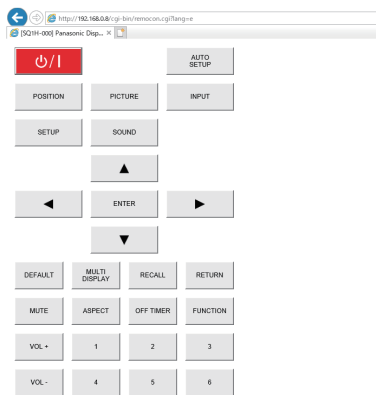 http://192.168.0.8/cgi-bin/remocon.cgi?lang=e
[SQ1H-000] Panasonic Disp... ×
⏻/I
AUTO
SETUP
POSITION PICTURE INPUT
SETUP SOUND
▲
◀ ENTER ▶
▼
DEFAULT MULTI
DISPLAY RECALL RETURN
MUTE ASPECT OFF TIMER FUNCTION
VOL + 1 2 3
VOL - 4 5 6